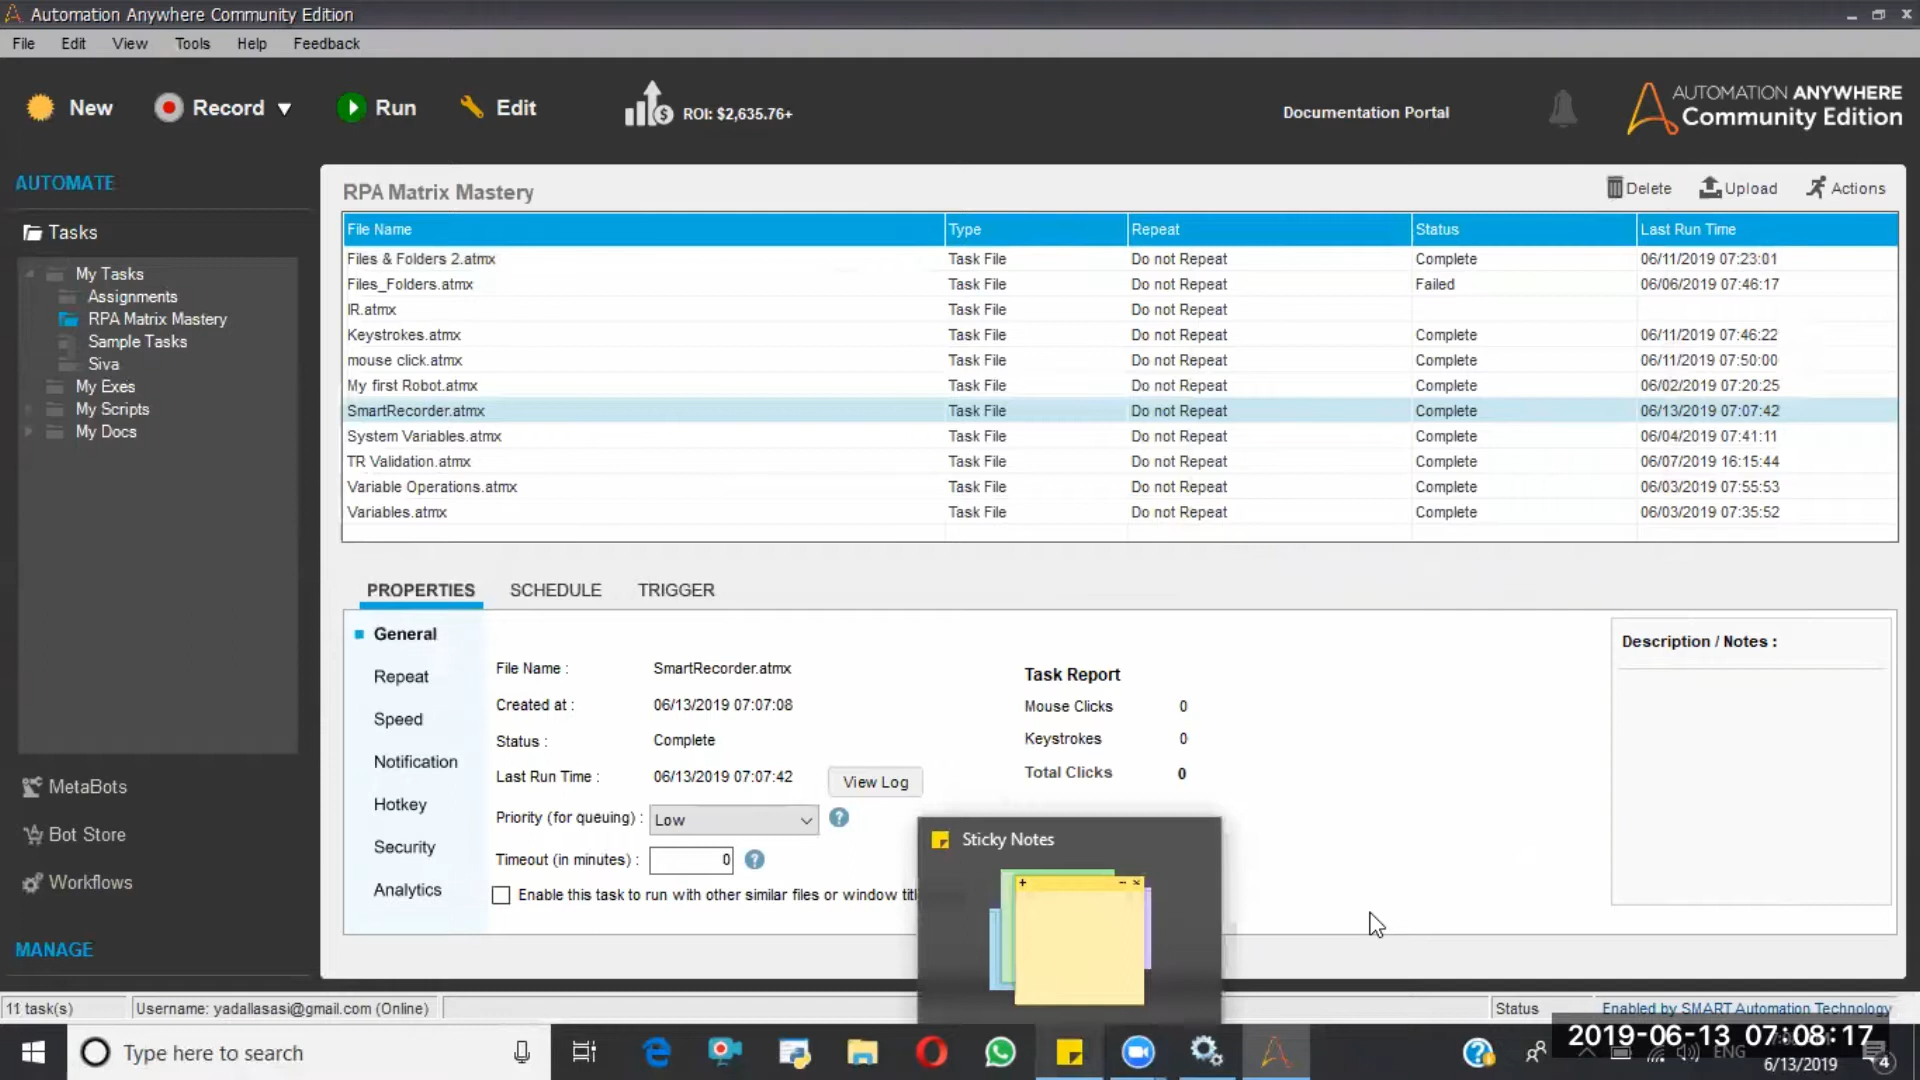 Automation Anywhere Community Edition
File Edit View Tools Help Feedback
New Record Run Edit ROI: $2,635.76+ Documentation Portal AUTOMATION ANYWHERE Community Edition
AUTOMATE
Tasks
My Tasks
Assignments
RPA Matrix Mastery
Sample Tasks
Siva
My Exes
My Scripts
My Docs
MetaBots
Bot Store
Workflows
MANAGE
RPA Matrix Mastery Delete Upload Actions
File Name Type Repeat Status Last Run Time
Files & Folders 2.atmx Task File Do not Repeat Complete 06/11/2019 07:23:01
Files_Folders.atmx Task File Do not Repeat Failed 06/06/2019 07:46:17
IR.atmx Task File Do not Repeat
Keystrokes.atmx Task File Do not Repeat Complete 06/11/2019 07:46:22
mouse click.atmx Task File Do not Repeat Complete 06/11/2019 07:50:00
My first Robot.atmx Task File Do not Repeat Complete 06/02/2019 07:20:25
SmartRecorder.atmx Task File Do not Repeat Complete 06/13/2019 07:07:42
System Variables.atmx Task File Do not Repeat Complete 06/04/2019 07:41:11
TR Validation.atmx Task File Do not Repeat Complete 06/07/2019 16:15:44
Variable Operations.atmx Task File Do not Repeat Complete 06/03/2019 07:55:53
Variables.atmx Task File Do not Repeat Complete 06/03/2019 07:35:52
PROPERTIES SCHEDULE TRIGGER
General
Repeat
Speed
Notification
Hotkey
Security
Analytics
File Name : SmartRecorder.atmx
Created at : 06/13/2019 07:07:08
Status : Complete
Last Run Time : 06/13/2019 07:07:42 View Log
Priority (for queuing) : Low
Timeout (in minutes) : 0
Enable this task to run with other similar files or window titl
Task Report
Mouse Clicks 0
Keystrokes 0
Total Clicks 0
Description / Notes :
Sticky Notes
11 task(s) Username: yadallasasi@gmail.com (Online) Status Enabled by SMART Automation Technology
Type here to search
2019-06-13 07:08:17
ENG
6/13/2019
4